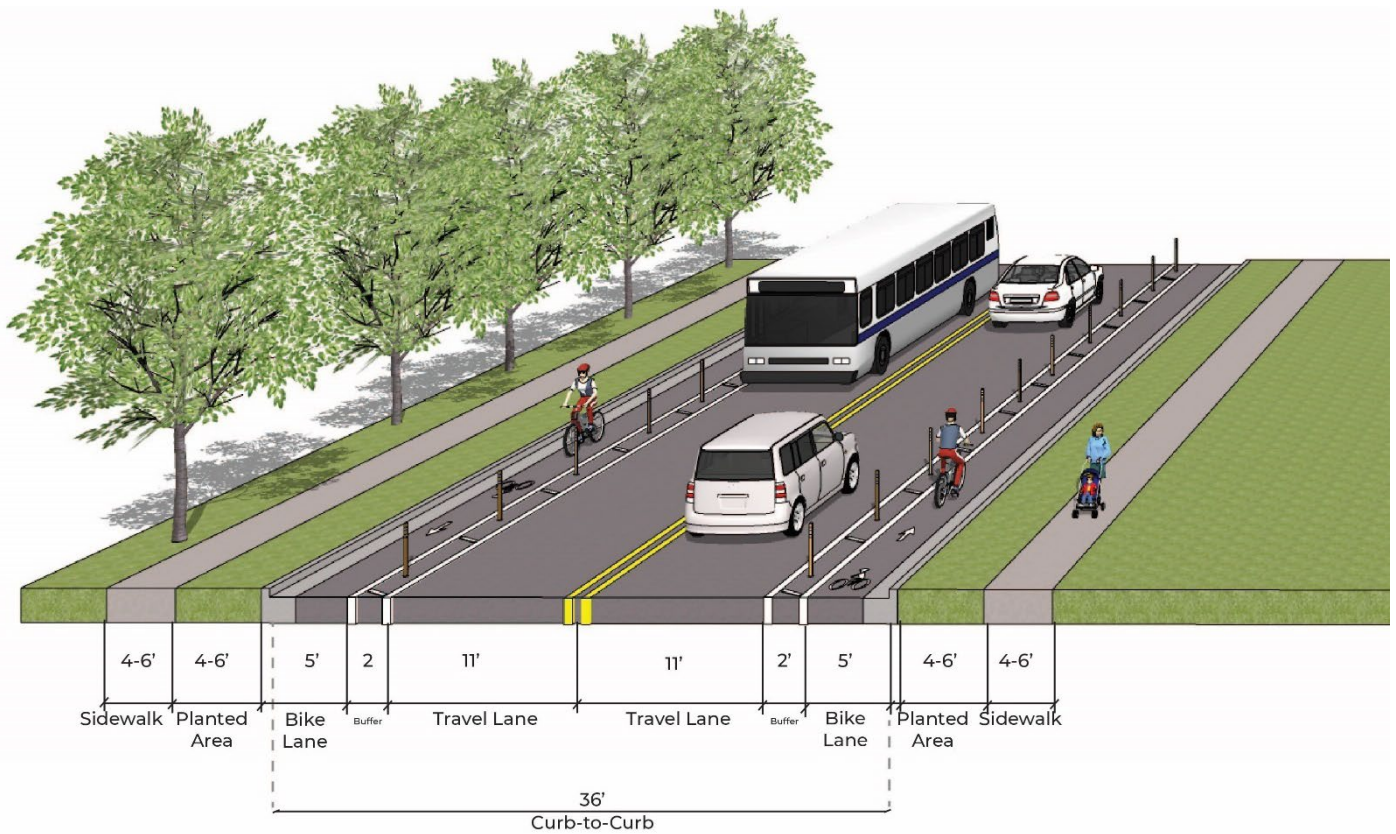 4-6’ 4-6’ 5’ 2 11’ 11’ 2’ 5’ 4-6’ 4-6’
Sidewalk Planted Area Bike Lane Buffer Travel Lane Travel Lane Buffer Bike Lane Planted Area Sidewalk
36’
Curb-to-Curb